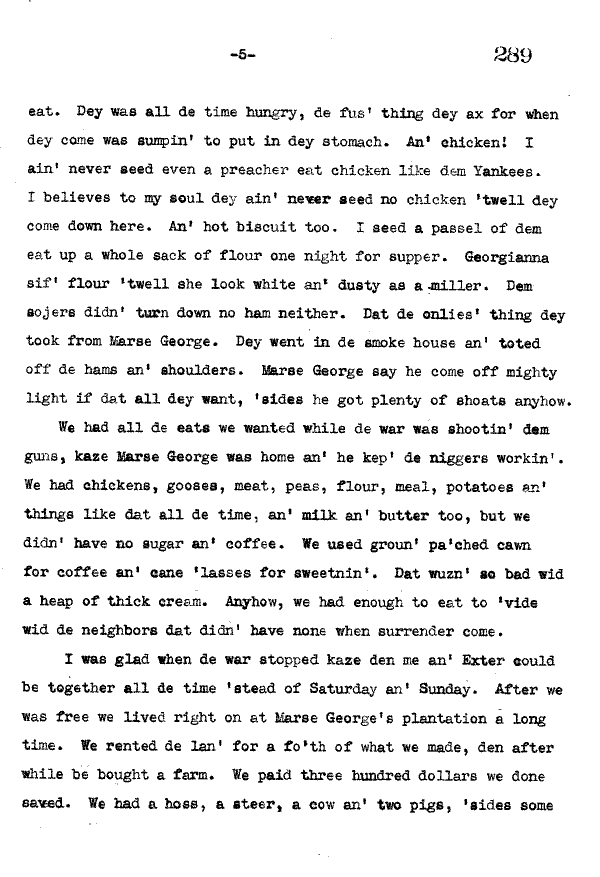 -5-
289
eat. Dey was all de time hungry, de fus' thing dey ax for when
dey come was sumpin' to put in dey stomach. An' chicken! I
ain' never seed even a preacher eat chicken like dem Yankees.
I believes to my soul dey ain' never seed no chicken 'twell dey
come down here. An' hot biscuit too. I seed a passel of dem
eat up a whole sack of flour one night for supper. Georgianna
sif' flour 'twell she look white an' dusty as a miller. Dem
sojers didn' turn down no ham neither. Dat de onlies' thing dey
took from Marse George. Dey went in de smoke house an' toted
off de hams an' shoulders. Marse George say he come off mighty
light if dat all dey want, 'sides he got plenty of shoats anyhow.
We had all de eats we wanted while de war was shootin' dem
guns, kaze Marse George was home an' he kep' de niggers workin'.
We had chickens, gooses, meat, peas, flour, meal, potatoes an'
things like dat all de time, an' milk an' butter too, but we
didn' have no sugar an' coffee. We used groun' pa'ched cawn
for coffee an' cane 'lasses for sweetnin'. Dat wuzn' so bad wid
a heap of thick cream. Anyhow, we had enough to eat to 'vide
wid de neighbors dat didn' have none when surrender come.
I was glad when de war stopped kaze den me an' Exter could
be together all de time 'stead of Saturday an' Sunday. After we
was free we lived right on at Marse George's plantation a long
time. We rented de lan' for a fo'th of what we made, den after
while be bought a farm. We paid three hundred dollars we done
saved. We had a hoss, a steer, a cow an' two pigs, 'sides some